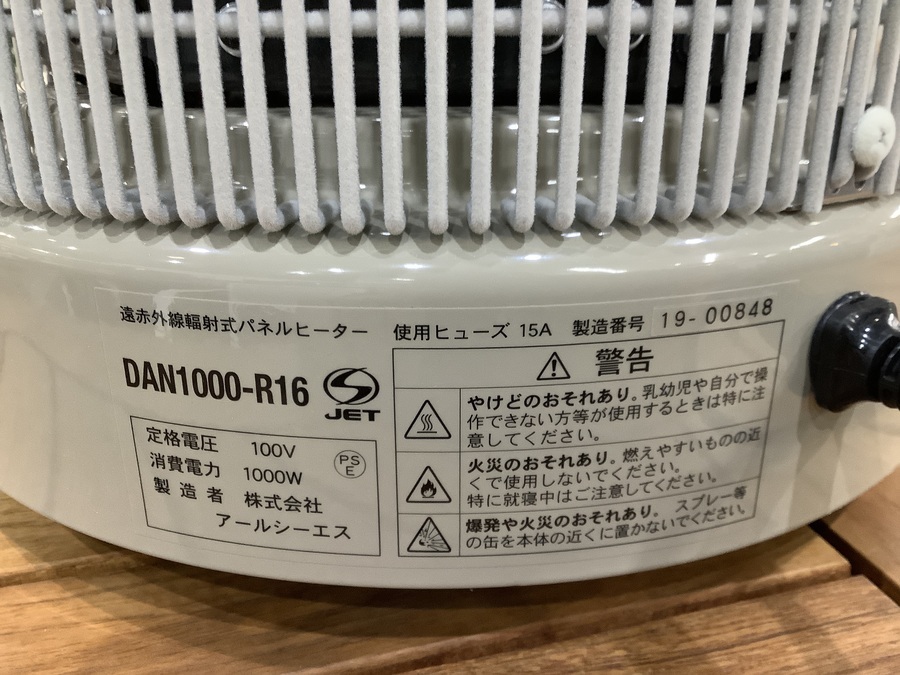 遠赤外線輻射式パネルヒーター 使用ヒューズ 15A 製造番号 19-00848
DAN1000-R16
S JET
定格電圧 100V
消費電力 1000W
製造者 株式会社
アールシーエス
PS
E
警告
やけどのおそれあり。乳幼児や自分で操
作できない方等が使用するときは特に注
意してください。
火災のおそれあり。燃えやすいものの近
くで使用しないでください。
特に就寝中はご注意してください。
爆発や火災のおそれあり。 スプレー等
の缶を本体の近くに置かないでください。